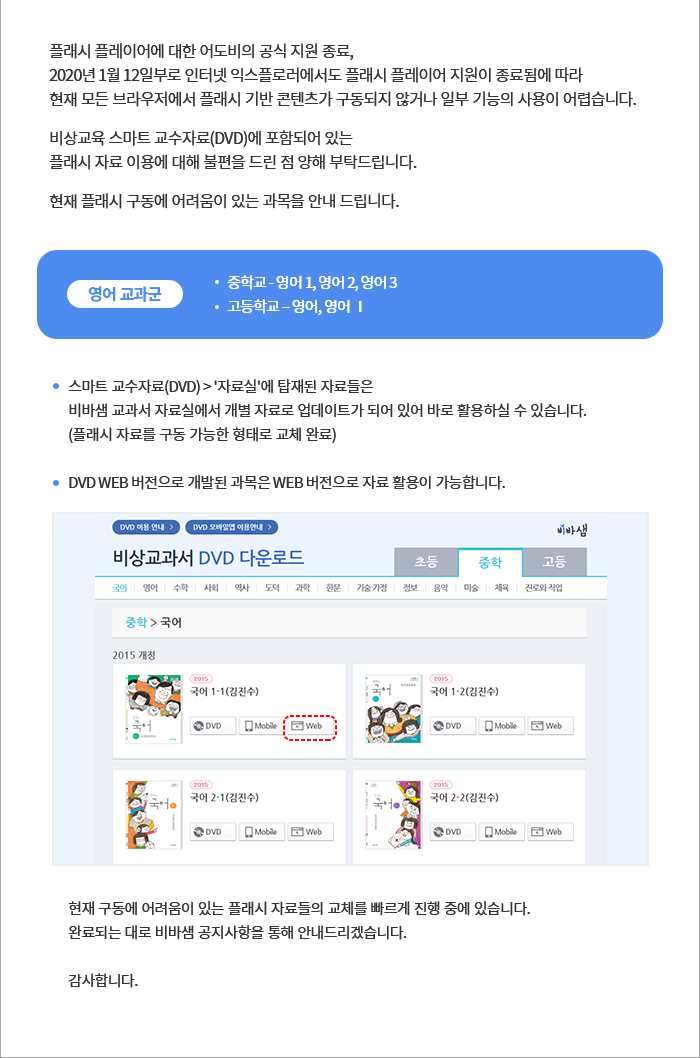 플래시 플레이어에 대한 어도비의 공식 지원 종료,
2020년 1월 12일부로 인터넷 익스플로러에서도 플래시 플레이어 지원이 종료됨에 따라
현재 모든 브라우저에서 플래시 기반 콘텐츠가 구동되지 않거나 일부 기능의 사용이 어렵습니다.
비상교육 스마트 교수자료(DVD)에 포함되어 있는
플래시 자료 이용에 대해 불편을 드린 점 양해 부탁드립니다.
현재 플래시 구동에 어려움이 있는 과목을 안내 드립니다.
영어 교과군
• 중학교 - 영어 1, 영어 2, 영어 3
• 고등학교 – 영어, 영어 Ⅰ
• 스마트 교수자료(DVD) > '자료실'에 탑재된 자료들은
비바샘 교과서 자료실에서 개별 자료로 업데이트가 되어 있어 바로 활용하실 수 있습니다.
(플래시 자료를 구동 가능한 형태로 교체 완료)
• DVD WEB 버전으로 개발된 과목은 WEB 버전으로 자료 활용이 가능합니다.
DVD 이용 안내 > DVD 모바일앱 이용안내 > 비바샘
비상교과서 DVD 다운로드 초등 중학 고등
국어 영어 수학 사회 역사 도덕 과학 한문 기술·가정 정보 음악 미술 체육 진로와 직업
중학 > 국어
2015 개정
2015 2015
국어 1-1(김진수) 국어 1-2(김진수)
국어 국어
DVD Mobile Web DVD Mobile Web
2015 2015
국어 2-1(김진수) 국어 2-2(김진수)
국어 국어
DVD Mobile Web DVD Mobile Web
현재 구동에 어려움이 있는 플래시 자료들의 교체를 빠르게 진행 중에 있습니다.
완료되는 대로 비바샘 공지사항을 통해 안내드리겠습니다.
감사합니다.